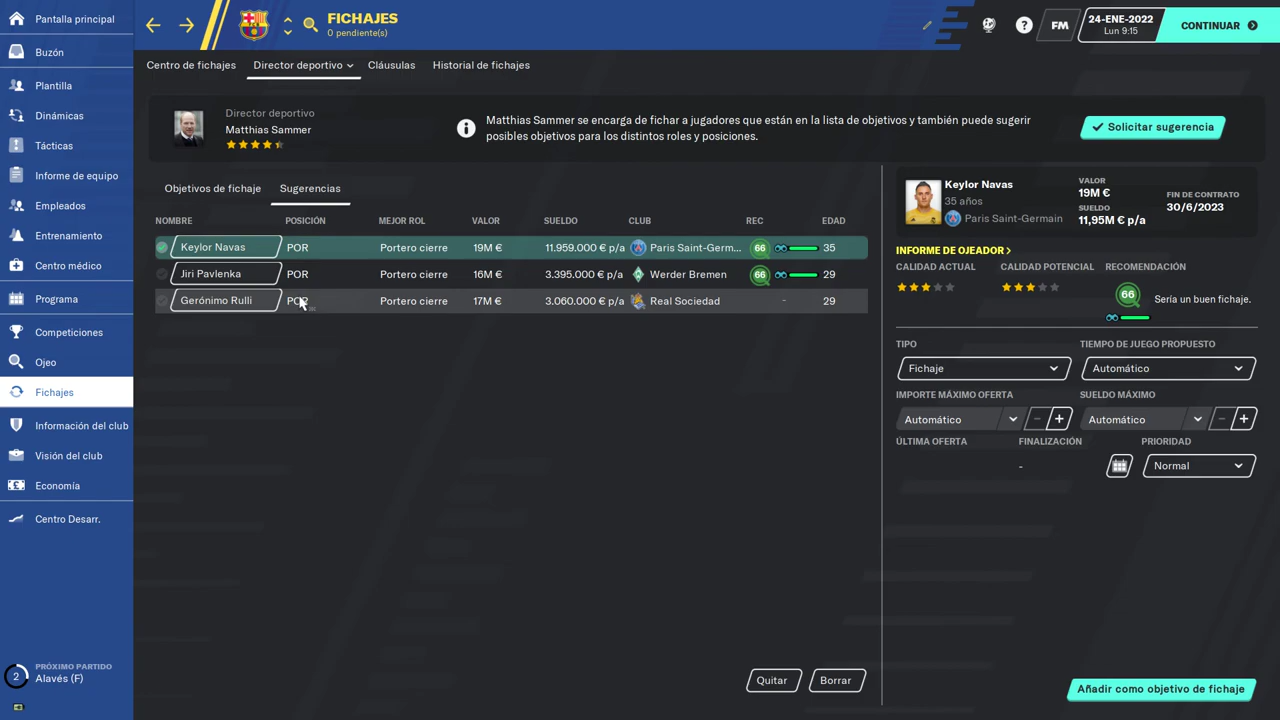 Pantalla principal
FICHAJES
0 pendiente(s)
FM
24-ENE-2022
Lun 9:15
CONTINUAR
Buzón
Plantilla
Dinámicas
Tácticas
Informe de equipo
Empleados
Entrenamiento
Centro médico
Programa
Competiciones
Ojeo
Fichajes
Información del club
Visión del club
Economía
Centro Desarr.
2
PRÓXIMO PARTIDO
Alavés (F)
Centro de fichajes
Director deportivo
Cláusulas
Historial de fichajes
Director deportivo
Matthias Sammer
Matthias Sammer se encarga de fichar a jugadores que están en la lista de objetivos y también puede sugerir
posibles objetivos para los distintos roles y posiciones.
Solicitar sugerencia
Objetivos de fichaje
Sugerencias
NOMBRE POSICIÓN MEJOR ROL VALOR SUELDO CLUB REC EDAD
Keylor Navas POR Portero cierre 19M € 11.959.000 € p/a Paris Saint-Germ... 66 35
Jiri Pavlenka POR Portero cierre 16M € 3.395.000 € p/a Werder Bremen 66 29
Gerónimo Rulli POR Portero cierre 17M € 3.060.000 € p/a Real Sociedad - 29
Quitar
Borrar
Keylor Navas
35 años
Paris Saint-Germain
VALOR
19M €
SUELDO
11,95M € p/a
FIN DE CONTRATO
30/6/2023
INFORME DE OJEADOR >
CALIDAD ACTUAL
CALIDAD POTENCIAL
RECOMENDACIÓN
66
Sería un buen fichaje.
TIPO
Fichaje
TIEMPO DE JUEGO PROPUESTO
Automático
IMPORTE MÁXIMO OFERTA
Automático
SUELDO MÁXIMO
Automático
ÚLTIMA OFERTA
FINALIZACIÓN
-
PRIORIDAD
Normal
Añadir como objetivo de fichaje